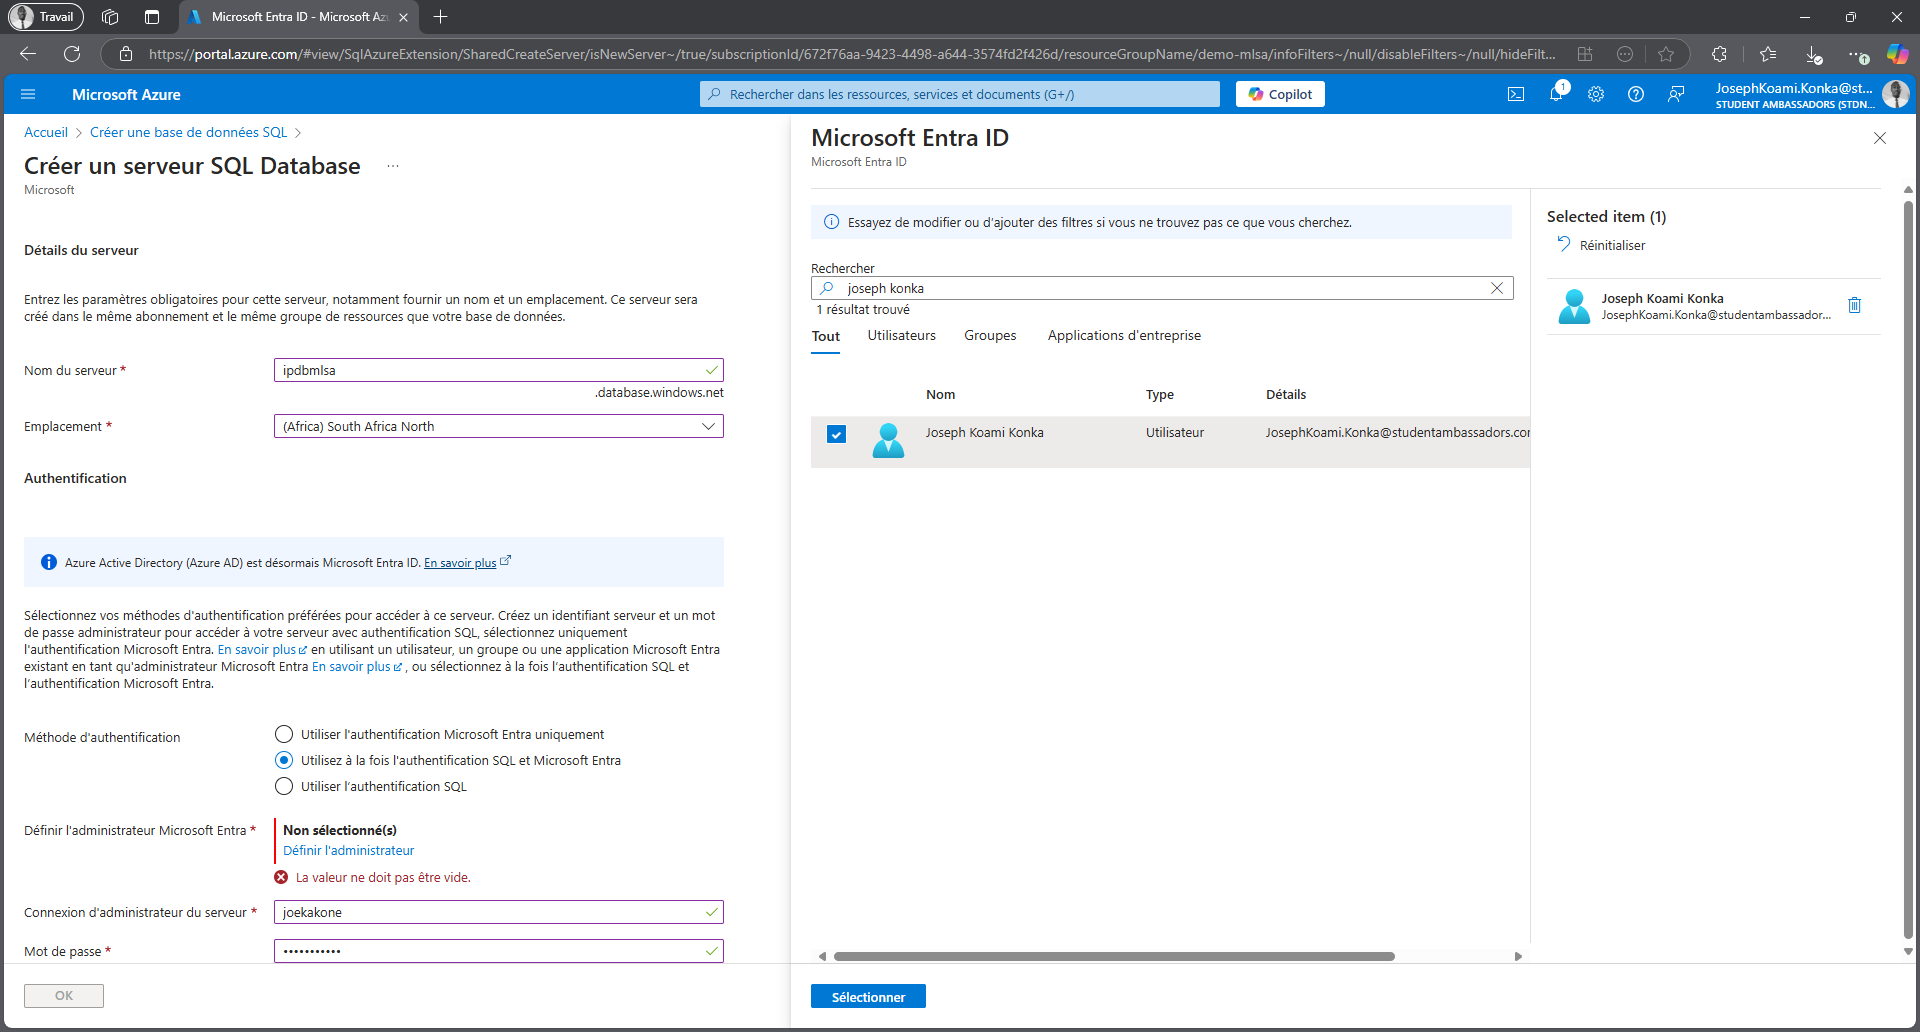 Travail
Microsoft Entra ID - Microsoft Az
https://portal.azure.com/#view/SqlAzureExtension/SharedCreateServer/isNewServer~/true/subscriptionId/672f76aa-9423-4498-a644-3574fd2f426d/resourceGroupName/demo-mlsa/infoFilters~/null/disableFilters~/null/hideFilt...
Microsoft Azure
Rechercher dans les ressources, services et documents (G+/)
Copilot
1
JosephKoami.Konka@st...
STUDENT AMBASSADORS (STDN...
Accueil > Créer une base de données SQL >
Créer un serveur SQL Database ...
Microsoft
Détails du serveur
Entrez les paramètres obligatoires pour cette serveur, notamment fournir un nom et un emplacement. Ce serveur sera
créé dans le même abonnement et le même groupe de ressources que votre base de données.
Nom du serveur *
ipdbmlsa
.database.windows.net
Emplacement *
(Africa) South Africa North
Authentification
Azure Active Directory (Azure AD) est désormais Microsoft Entra ID. En savoir plus
Sélectionnez vos méthodes d'authentification préférées pour accéder à ce serveur. Créez un identifiant serveur et un mot
de passe administrateur pour accéder à votre serveur avec authentification SQL, sélectionnez uniquement
l'authentification Microsoft Entra. En savoir plus en utilisant un utilisateur, un groupe ou une application Microsoft Entra
existant en tant qu'administrateur Microsoft Entra En savoir plus , ou sélectionnez à la fois l'authentification SQL et
l'authentification Microsoft Entra.
Méthode d'authentification
Utiliser l'authentification Microsoft Entra uniquement
Utilisez à la fois l'authentification SQL et Microsoft Entra
Utiliser l'authentification SQL
Définir l'administrateur Microsoft Entra *
Non sélectionné(s)
Définir l'administrateur
La valeur ne doit pas être vide.
Connexion d'administrateur du serveur *
joekakone
Mot de passe *
•••••••••••
OK
Microsoft Entra ID
Microsoft Entra ID
Essayez de modifier ou d'ajouter des filtres si vous ne trouvez pas ce que vous cherchez.
Rechercher
joseph konka
1 résultat trouvé
Tout Utilisateurs Groupes Applications d'entreprise
Nom Type Détails
Joseph Koami Konka Utilisateur JosephKoami.Konka@studentambassadors.cor
Sélectionner
Selected item (1)
Réinitialiser
Joseph Koami Konka
JosephKoami.Konka@studentambassador...